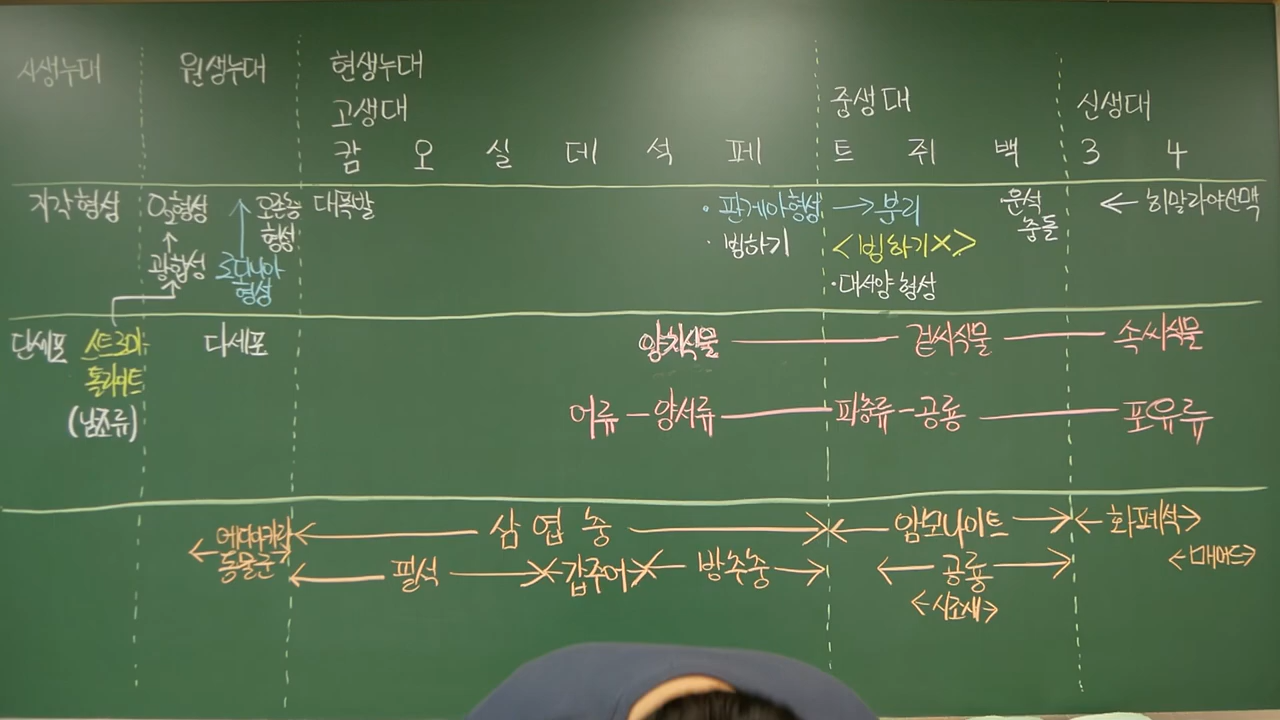 시생누대 원생누대 현생누대
고생대 중생대 신생대
캄 오 실 데 석 페 트 쥐 백 3 4
지각 형성 O₂형성 오존층 형성 대폭발 · 판게아 형성 → 분리 운석 충돌 ← 히말라야산맥
↑
광합성 로디니아 형성 · 빙하기 <빙하기×>
· 대서양 형성
단세포 스트로마톨라이트 다세포 양치식물 — 겉씨식물 — 속씨식물
(남조류) 어류 — 양서류 — 파충류 - 공룡 — 포유류
← 에디아카라 동물군 → ← 삼엽충 → ← 암모나이트 → ← 화폐석 →
← 필석 → ← 갑주어 → ← 방추충 → ← 공룡 → ← 매머드 →
← 시조새 →